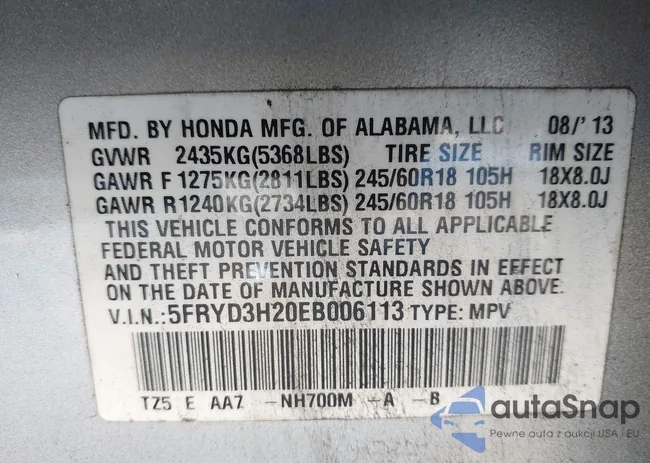 MFD. BY HONDA MFG. OF ALABAMA, LLC 08/'13
GVWR 2435KG(5368LBS) TIRE SIZE RIM SIZE
GAWR F 1275KG(2811LBS) 245/60R18 105H 18X8.0J
GAWR R1240KG(2734LBS) 245/60R18 105H 18X8.0J
THIS VEHICLE CONFORMS TO ALL APPLICABLE
FEDERAL MOTOR VEHICLE SAFETY
AND THEFT PREVENTION STANDARDS IN EFFECT
ON THE DATE OF MANUFACTURE SHOWN ABOVE.
V.I.N.:5FRYD3H20EB006113 TYPE: MPV
TZ5 E AA7 -NH700M -A -B
autoSnap
Pewne auta z aukcji USA i EU